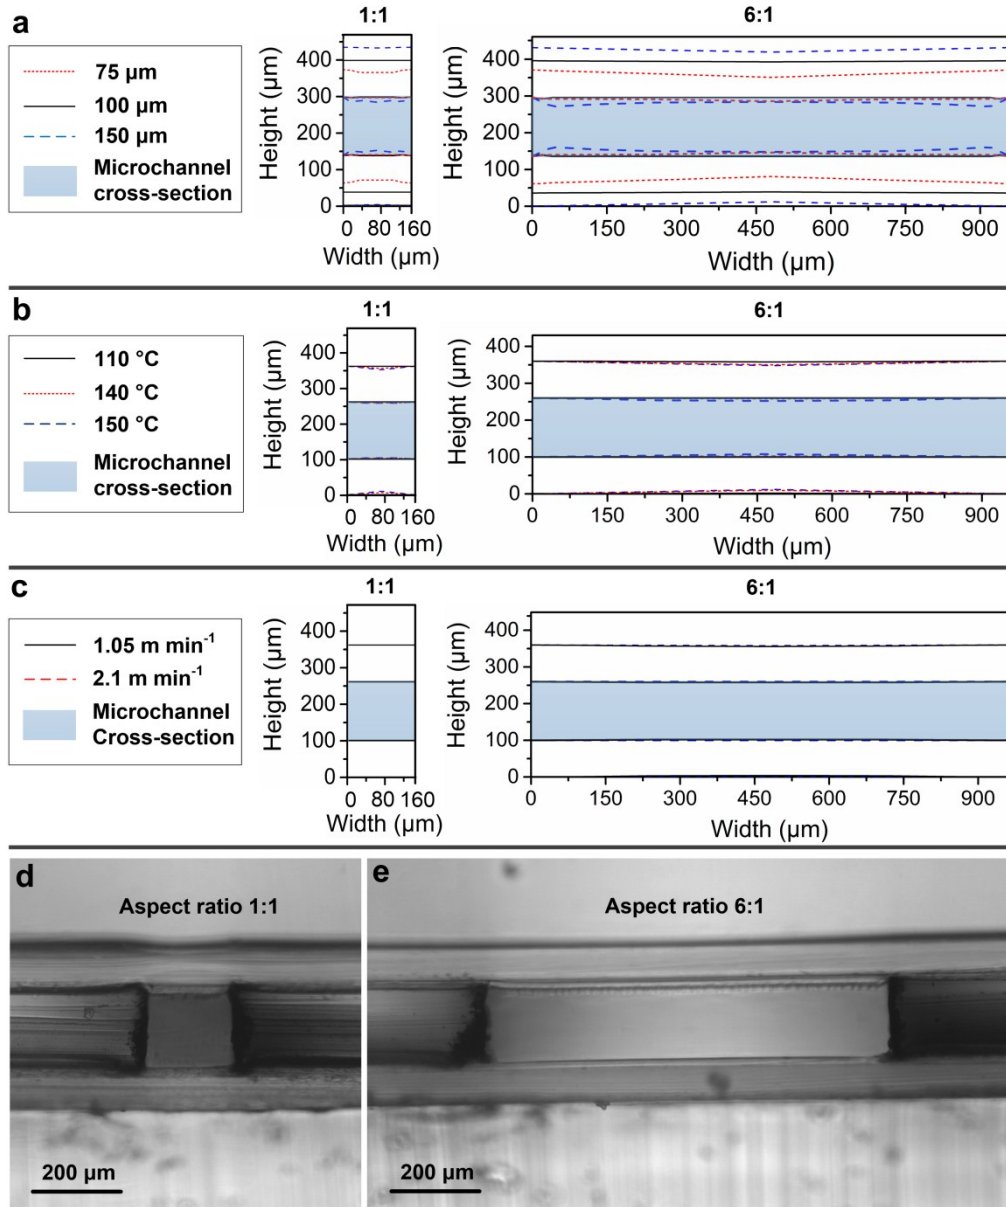 a
1:1
6:1
75 µm
100 µm
150 µm
Microchannel
cross-section
Height (µm)
400
300
200
100
0
0 80 160
Width (µm)
Height (µm)
400
300
200
100
0
0 150 300 450 600 750 900
Width (µm)
b
1:1
6:1
110 °C
140 °C
150 °C
Microchannel
cross-section
Height (µm)
400
300
200
100
0
0 80 160
Width (µm)
Height (µm)
400
300
200
100
0
0 150 300 450 600 750 900
Width (µm)
c
1:1
6:1
1.05 m min⁻¹
2.1 m min⁻¹
Microchannel
Cross-section
Height (µm)
400
300
200
100
0
0 80 160
Width (µm)
Height (µm)
400
300
200
100
0
0 150 300 450 600 750 900
Width (µm)
d
Aspect ratio 1:1
200 µm
e
Aspect ratio 6:1
200 µm